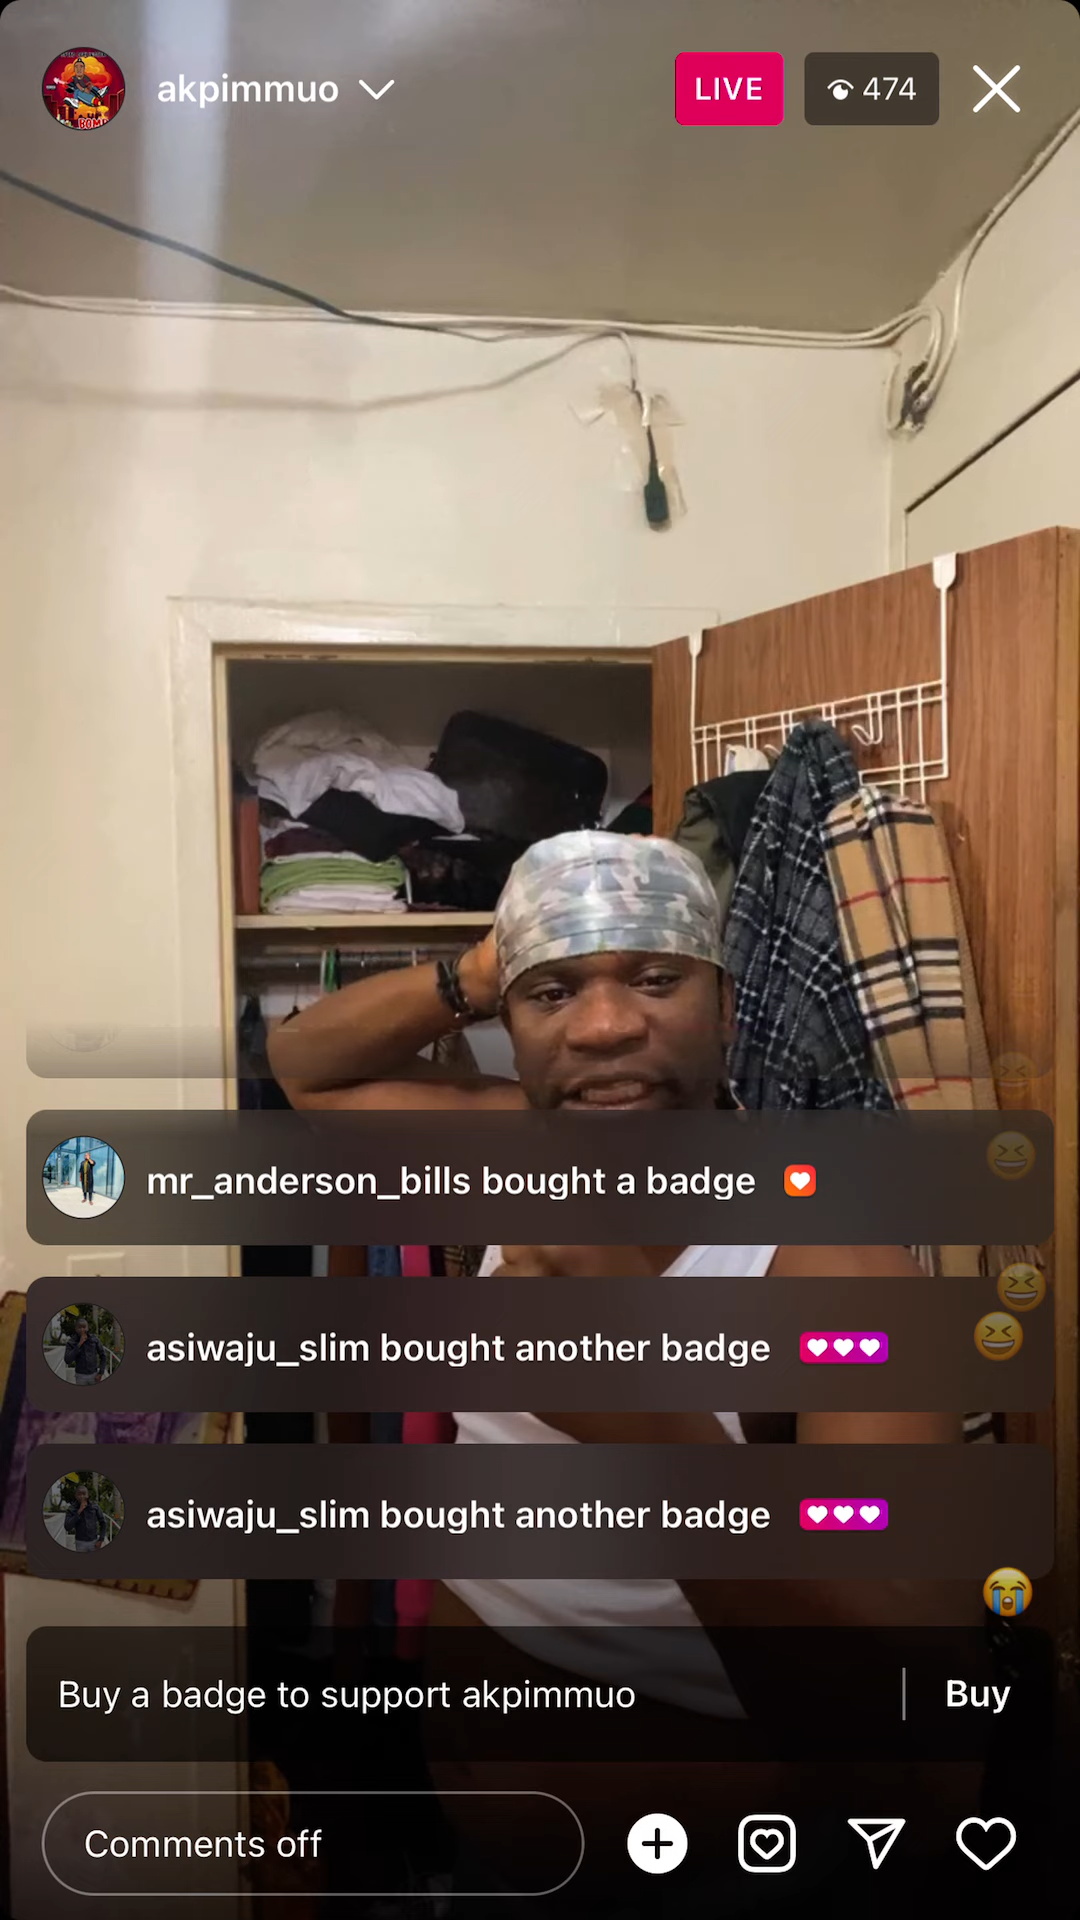 akpimmuo
LIVE
474
mr_anderson_bills bought a badge
asiwaju_slim bought another badge
asiwaju_slim bought another badge
Buy a badge to support akpimmuo
Buy
Comments off